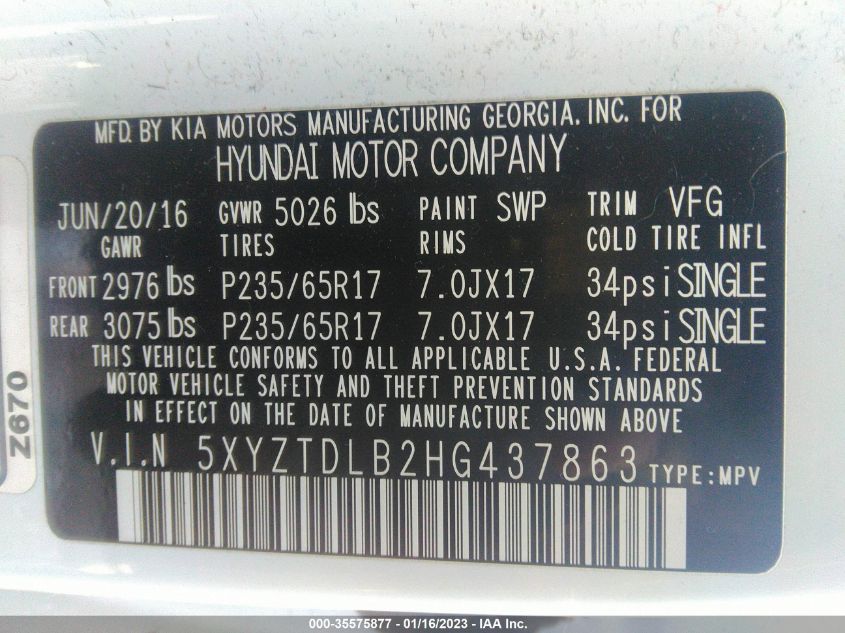 MFD. BY KIA MOTORS MANUFACTURING GEORGIA. INC. FOR
HYUNDAI MOTOR COMPANY
JUN/20/16 GVWR 5026 lbs PAINT SWP TRIM VFG
GAWR TIRES RIMS COLD TIRE INFL
FRONT 2976 lbs P235/65R17 7.0JX17 34psi SINGLE
REAR 3075 lbs P235/65R17 7.0JX17 34psi SINGLE
THIS VEHICLE CONFORMS TO ALL APPLICABLE U.S.A. FEDERAL
MOTOR VEHICLE SAFETY AND THEFT PREVENTION STANDARDS
IN EFFECT ON THE DATE OF MANUFACTURE SHOWN ABOVE
V.I.N 5XYZTDLB2HG437863 TYPE:MPV
Z670
000-35575877 - 01/16/2023 - IAA Inc.